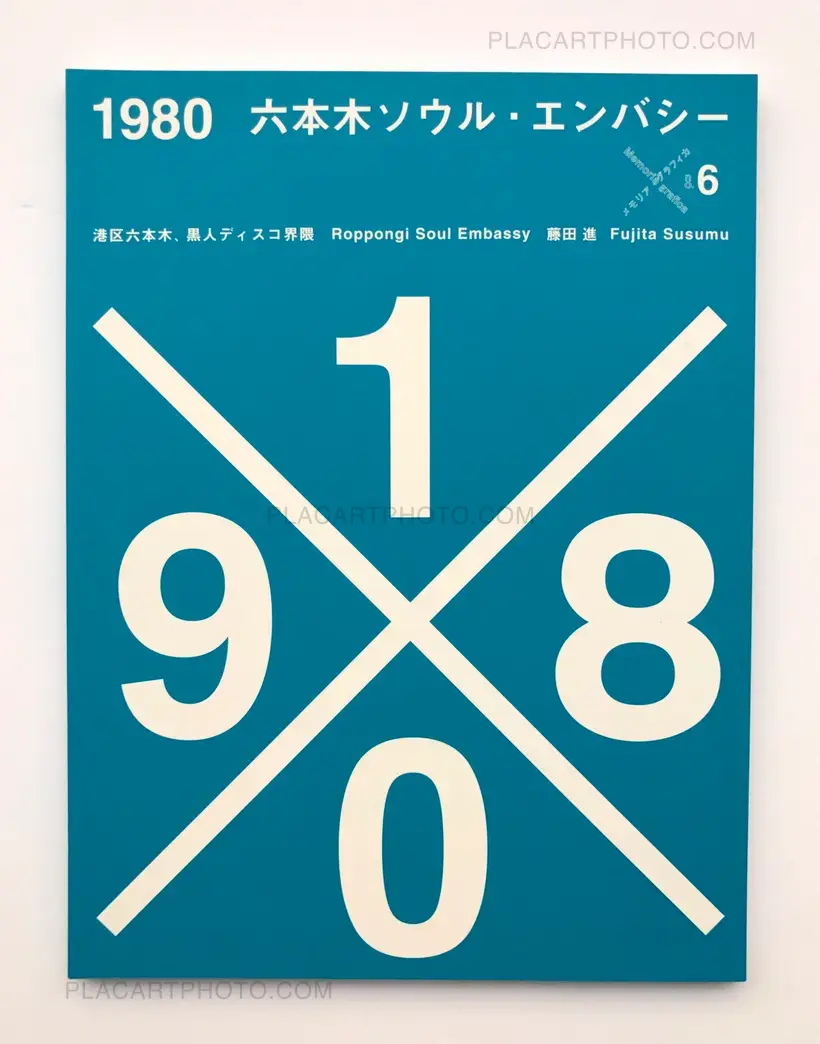 PLACARTPHOTO.COM
1980 六本木ソウル・エンバシー
Memoria gráfica
メモリア グラフィカ
6
港区六本木、黒人ディスコ界隈 Roppongi Soul Embassy 藤田 進 Fujita Susumu
1
PLACARTPHOTO.COM
9 8
0
PLACARTPHOTO.COM